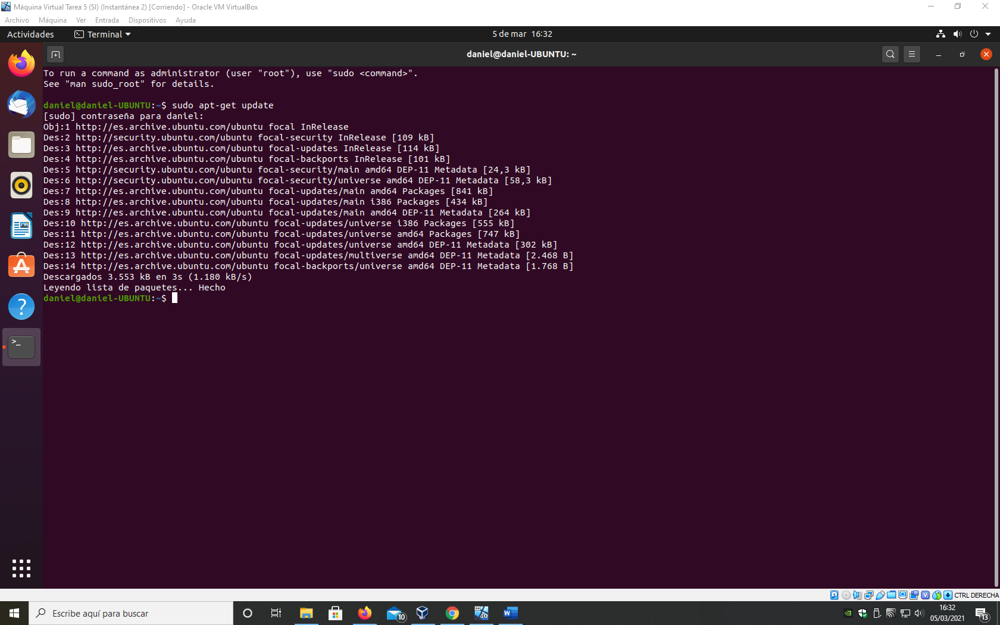 Máquina Virtual Tarea 5 (SI) (Instantánea 2) [Corriendo] - Oracle VM VirtualBox
Archivo Máquina Ver Entrada Dispositivos Ayuda
Actividades Terminal 5 de mar 16:32
daniel@daniel-UBUNTU: ~
To run a command as administrator (user "root"), use "sudo <command>".
See "man sudo_root" for details.
daniel@daniel-UBUNTU:~$ sudo apt-get update
[sudo] contraseña para daniel:
Obj:1 http://es.archive.ubuntu.com/ubuntu focal InRelease
Des:2 http://security.ubuntu.com/ubuntu focal-security InRelease [109 kB]
Des:3 http://es.archive.ubuntu.com/ubuntu focal-updates InRelease [114 kB]
Des:4 http://es.archive.ubuntu.com/ubuntu focal-backports InRelease [101 kB]
Des:5 http://security.ubuntu.com/ubuntu focal-security/main amd64 DEP-11 Metadata [24,3 kB]
Des:6 http://security.ubuntu.com/ubuntu focal-security/universe amd64 DEP-11 Metadata [58,3 kB]
Des:7 http://es.archive.ubuntu.com/ubuntu focal-updates/main amd64 Packages [841 kB]
Des:8 http://es.archive.ubuntu.com/ubuntu focal-updates/main i386 Packages [434 kB]
Des:9 http://es.archive.ubuntu.com/ubuntu focal-updates/main amd64 DEP-11 Metadata [264 kB]
Des:10 http://es.archive.ubuntu.com/ubuntu focal-updates/universe i386 Packages [555 kB]
Des:11 http://es.archive.ubuntu.com/ubuntu focal-updates/universe amd64 Packages [747 kB]
Des:12 http://es.archive.ubuntu.com/ubuntu focal-updates/universe amd64 DEP-11 Metadata [302 kB]
Des:13 http://es.archive.ubuntu.com/ubuntu focal-updates/multiverse amd64 DEP-11 Metadata [2.468 B]
Des:14 http://es.archive.ubuntu.com/ubuntu focal-backports/universe amd64 DEP-11 Metadata [1.768 B]
Descargados 3.553 kB en 3s (1.180 kB/s)
Leyendo lista de paquetes... Hecho
daniel@daniel-UBUNTU:~$
CTRL DERECHA
Escribe aquí para buscar
10
16:32
05/03/2021
13